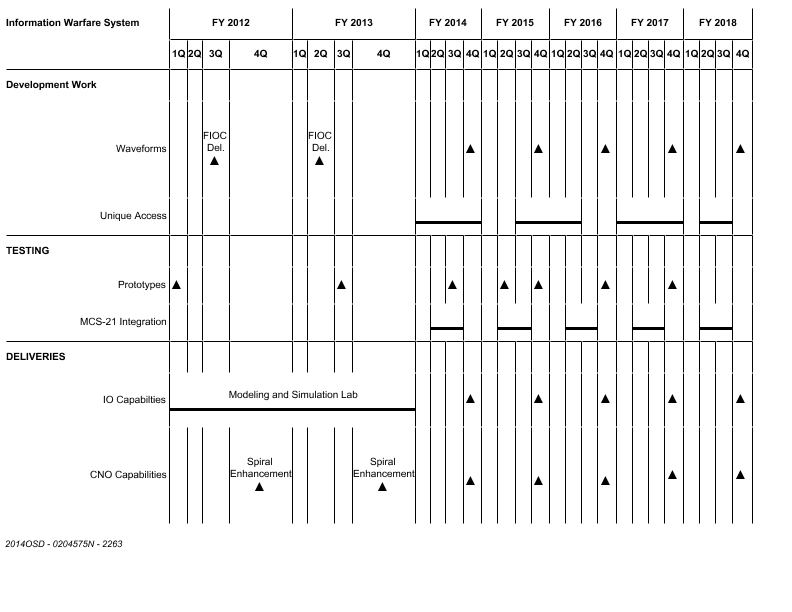 Information Warfare System FY 2012 FY 2013 FY 2014 FY 2015 FY 2016 FY 2017 FY 2018
1Q 2Q 3Q 4Q 1Q 2Q 3Q 4Q 1Q 2Q 3Q 4Q 1Q 2Q 3Q 4Q 1Q 2Q 3Q 4Q 1Q 2Q 3Q 4Q 1Q 2Q 3Q 4Q
Development Work
FIOC FIOC
Waveforms Del. Del.
Unique Access
TESTING
Prototypes
MCS-21 Integration
DELIVERIES
Modeling and Simulation Lab
IO Capabilties
Spiral Spiral
CNO Capabilities Enhancement Enhancement
2014OSD - 0204575N - 2263